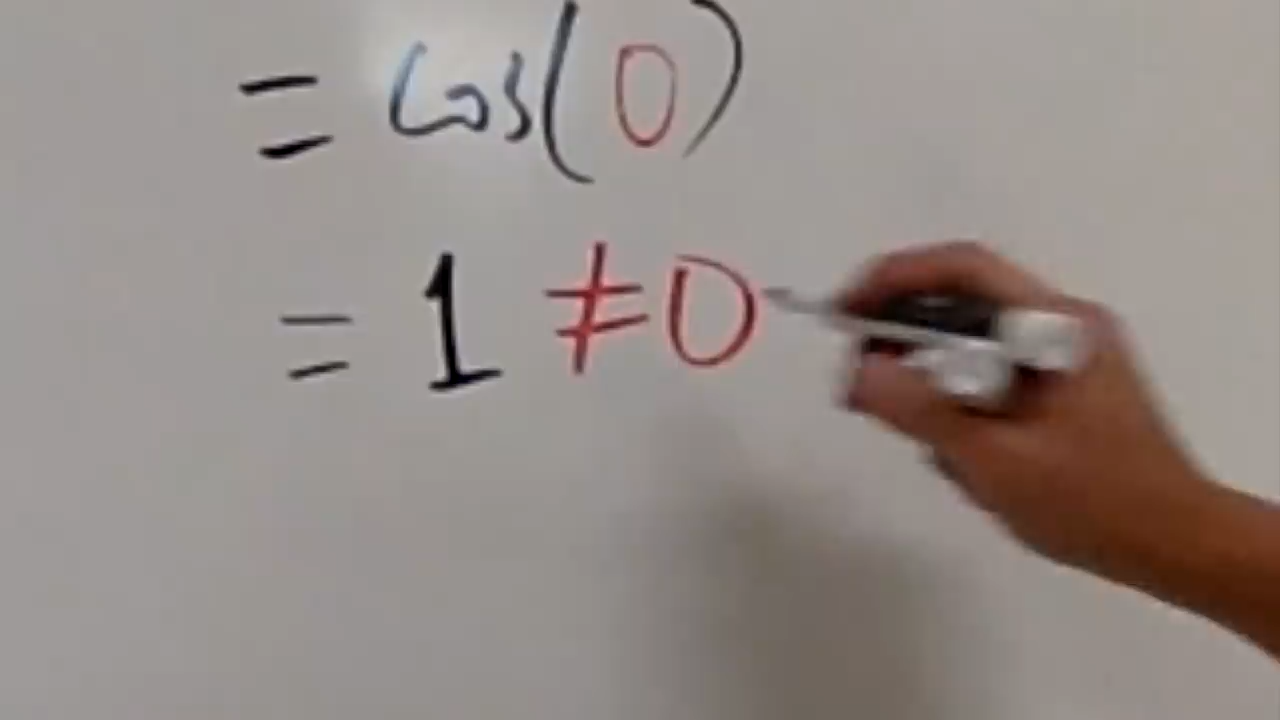 = cos(0)
= 1 ≠ 0